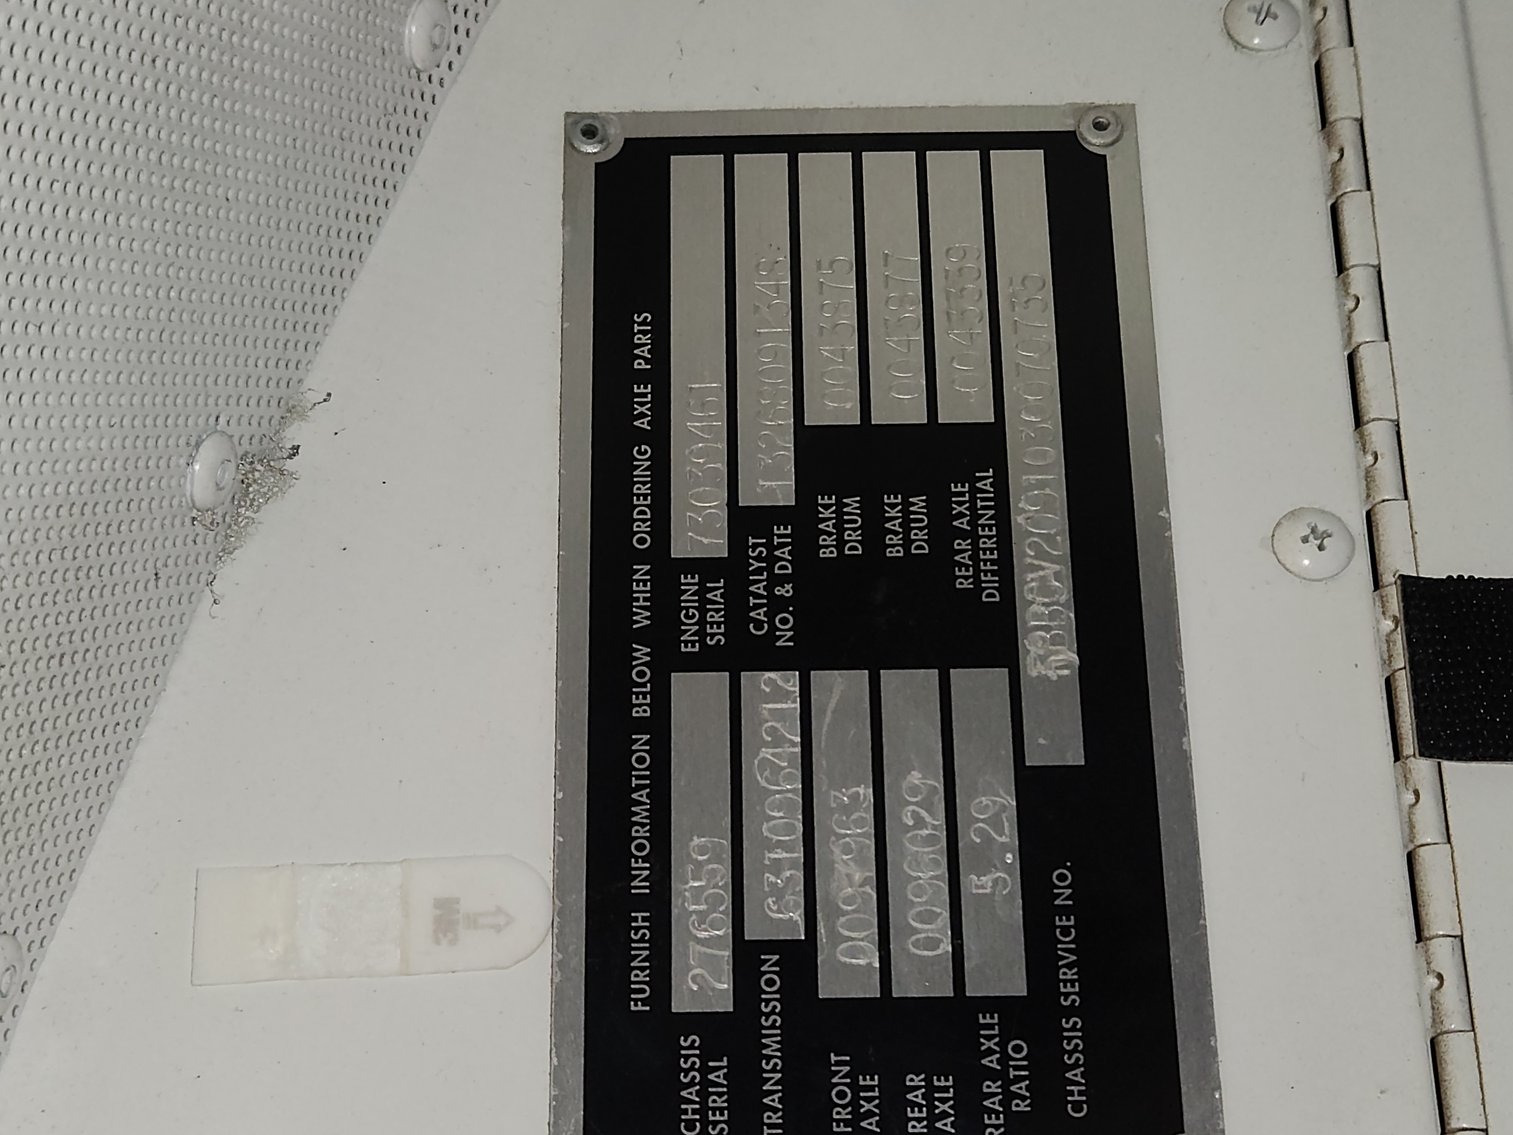 FURNISH INFORMATION BELOW WHEN ORDERING AXLE PARTS
CHASSIS
SERIAL
276559
ENGINE
SERIAL
73039461
TRANSMISSION
6310064212
CATALYST
NO. & DATE
FRONT
AXLE
BRAKE
DRUM
0043875
REAR
AXLE
0096029
BRAKE
DRUM
0043877
REAR AXLE
RATIO
5.29
REAR AXLE
DIFFERENTIAL
0043339
CHASSIS SERVICE NO.
3M